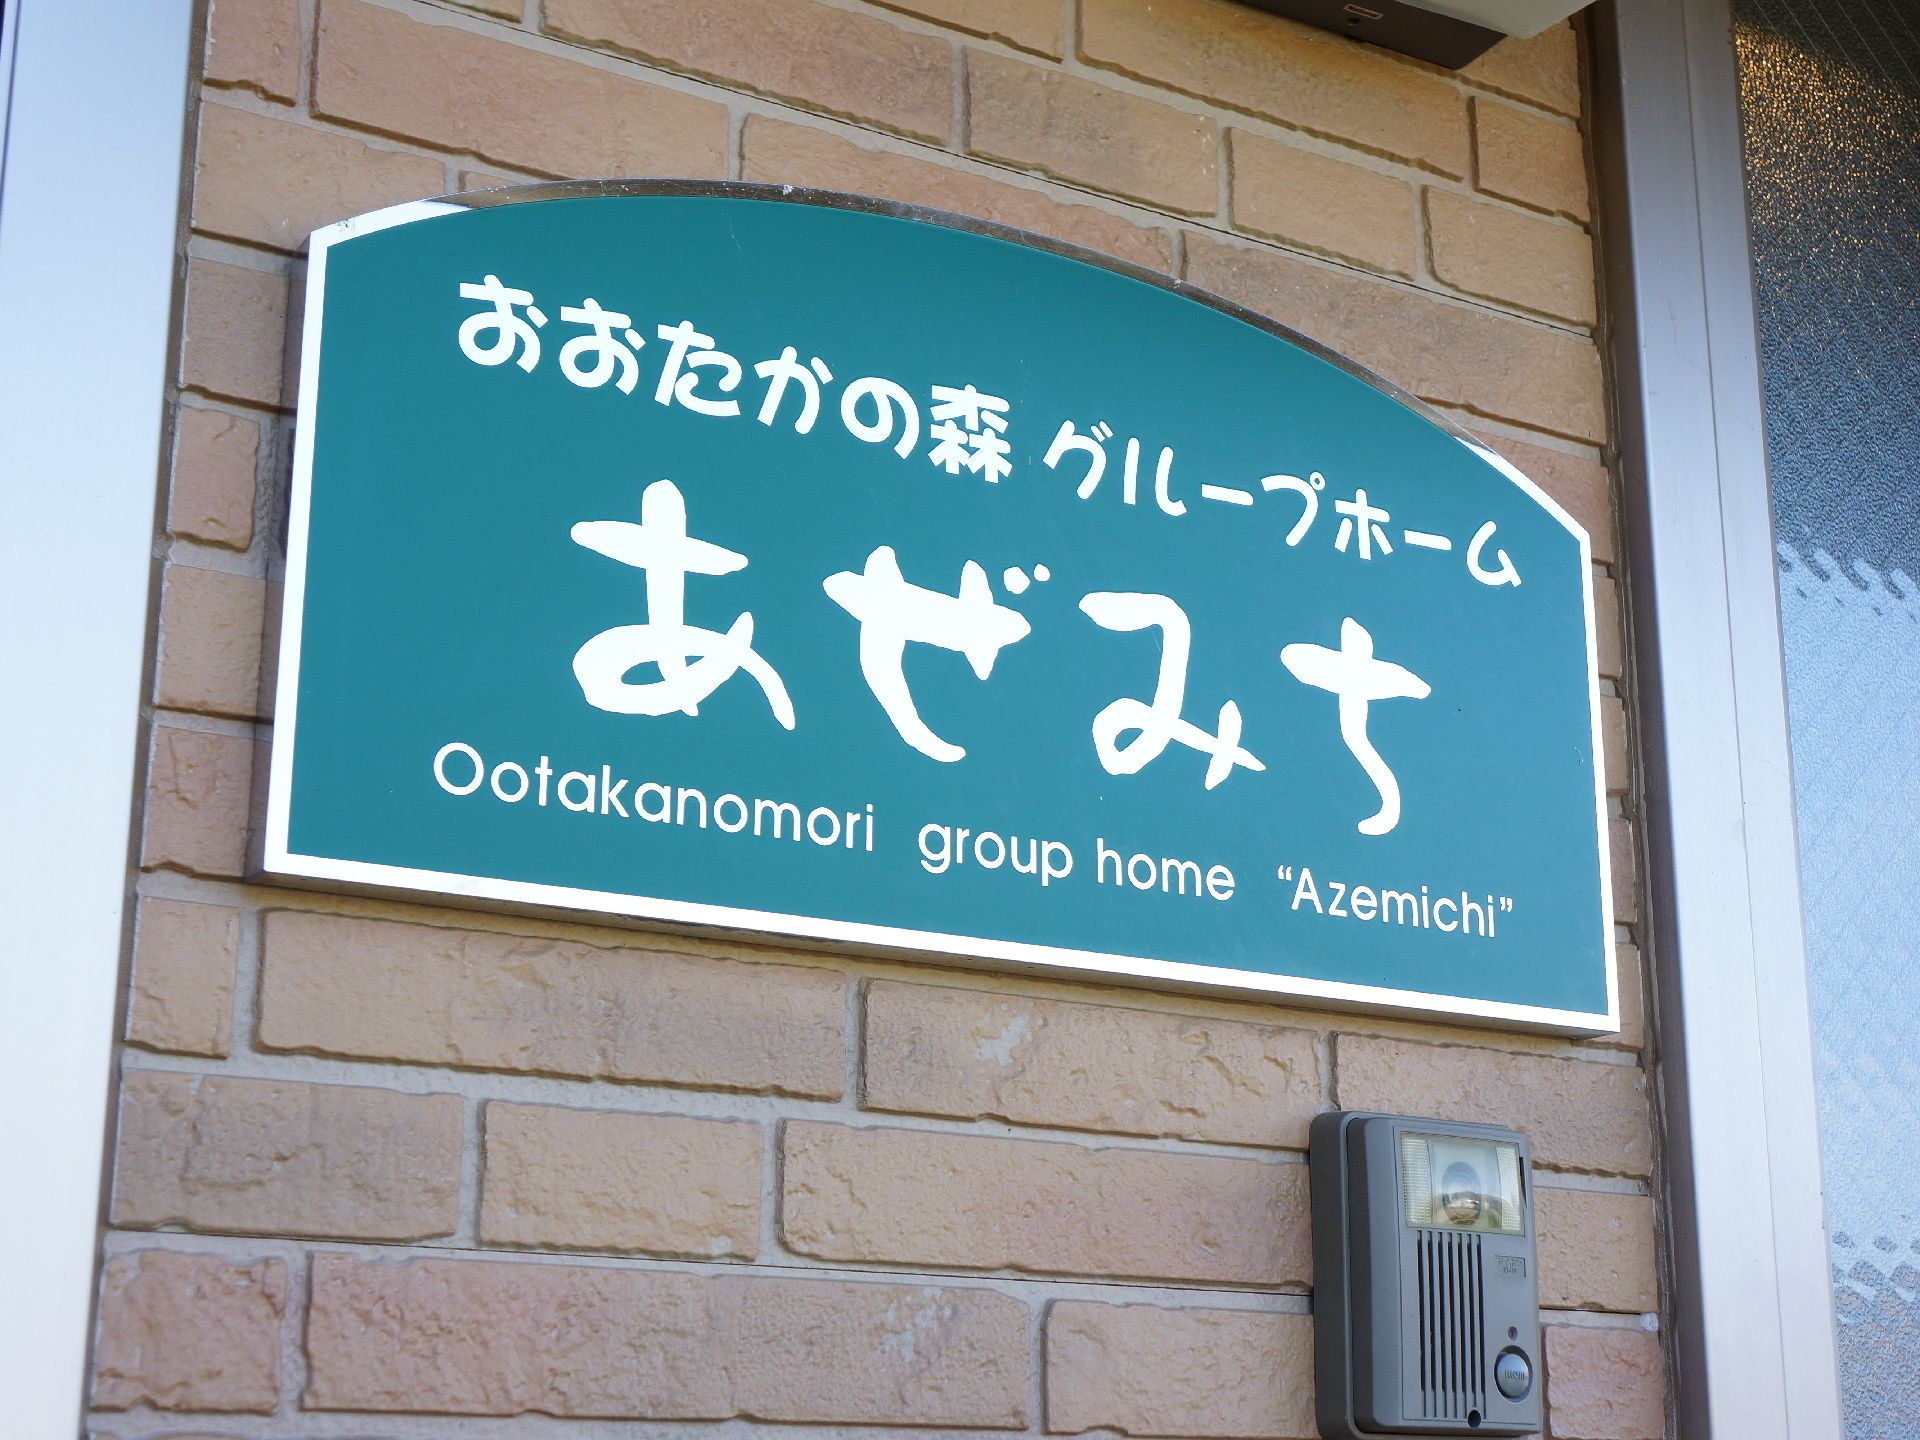 おおたかの森 グループホーム
あぜみち
Ootakanomori group home “Azemichi”